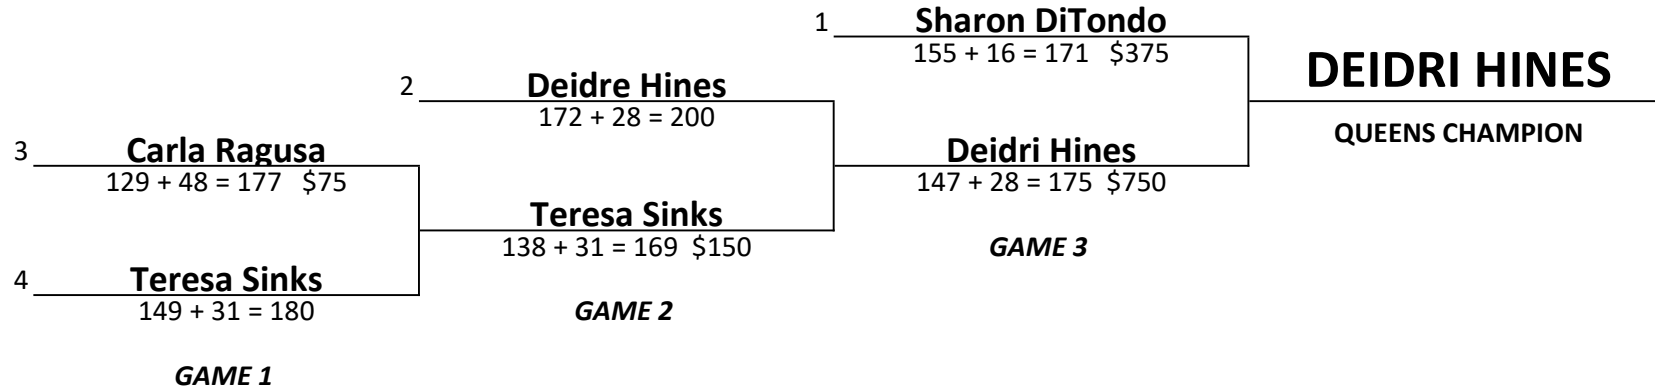 1 Sharon DiTondo
155 + 16 = 171 $375
DEIDRI HINES
2 Deidre Hines
172 + 28 = 200
QUEENS CHAMPION
3 Carla Ragusa
129 + 48 = 177 $75
Deidri Hines
147 + 28 = 175 $750
Teresa Sinks
138 + 31 = 169 $150
GAME 3
4 Teresa Sinks
149 + 31 = 180
GAME 2
GAME 1